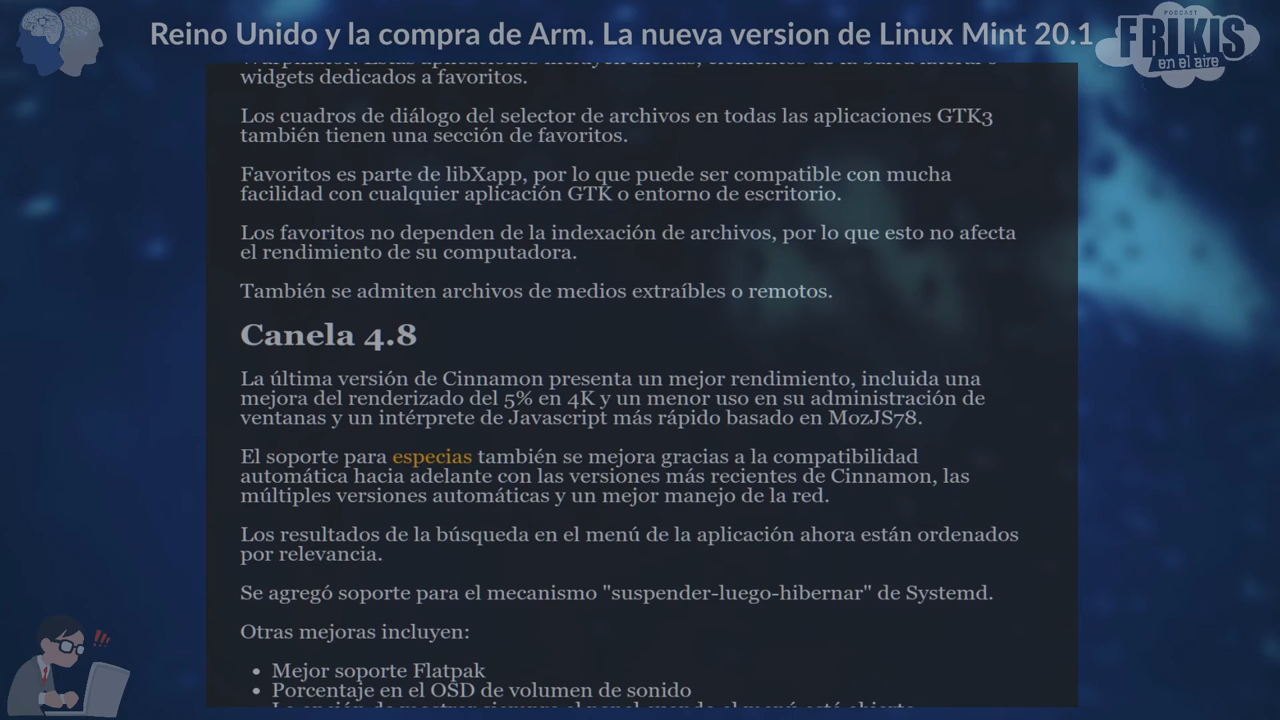 Reino Unido y la compra de Arm. La nueva version de Linux Mint 20.1
PODCAST
FRIKIS
en el aire
widgets dedicados a favoritos.
Los cuadros de diálogo del selector de archivos en todas las aplicaciones GTK3
también tienen una sección de favoritos.
Favoritos es parte de libXapp, por lo que puede ser compatible con mucha
facilidad con cualquier aplicación GTK o entorno de escritorio.
Los favoritos no dependen de la indexación de archivos, por lo que esto no afecta
el rendimiento de su computadora.
También se admiten archivos de medios extraíbles o remotos.
Canela 4.8
La última versión de Cinnamon presenta un mejor rendimiento, incluida una
mejora del renderizado del 5% en 4K y un menor uso en su administración de
ventanas y un intérprete de Javascript más rápido basado en MozJS78.
El soporte para especias también se mejora gracias a la compatibilidad
automática hacia adelante con las versiones más recientes de Cinnamon, las
múltiples versiones automáticas y un mejor manejo de la red.
Los resultados de la búsqueda en el menú de la aplicación ahora están ordenados
por relevancia.
Se agregó soporte para el mecanismo "suspender-luego-hibernar" de Systemd.
Otras mejoras incluyen:
• Mejor soporte Flatpak
• Porcentaje en el OSD de volumen de sonido
!!!